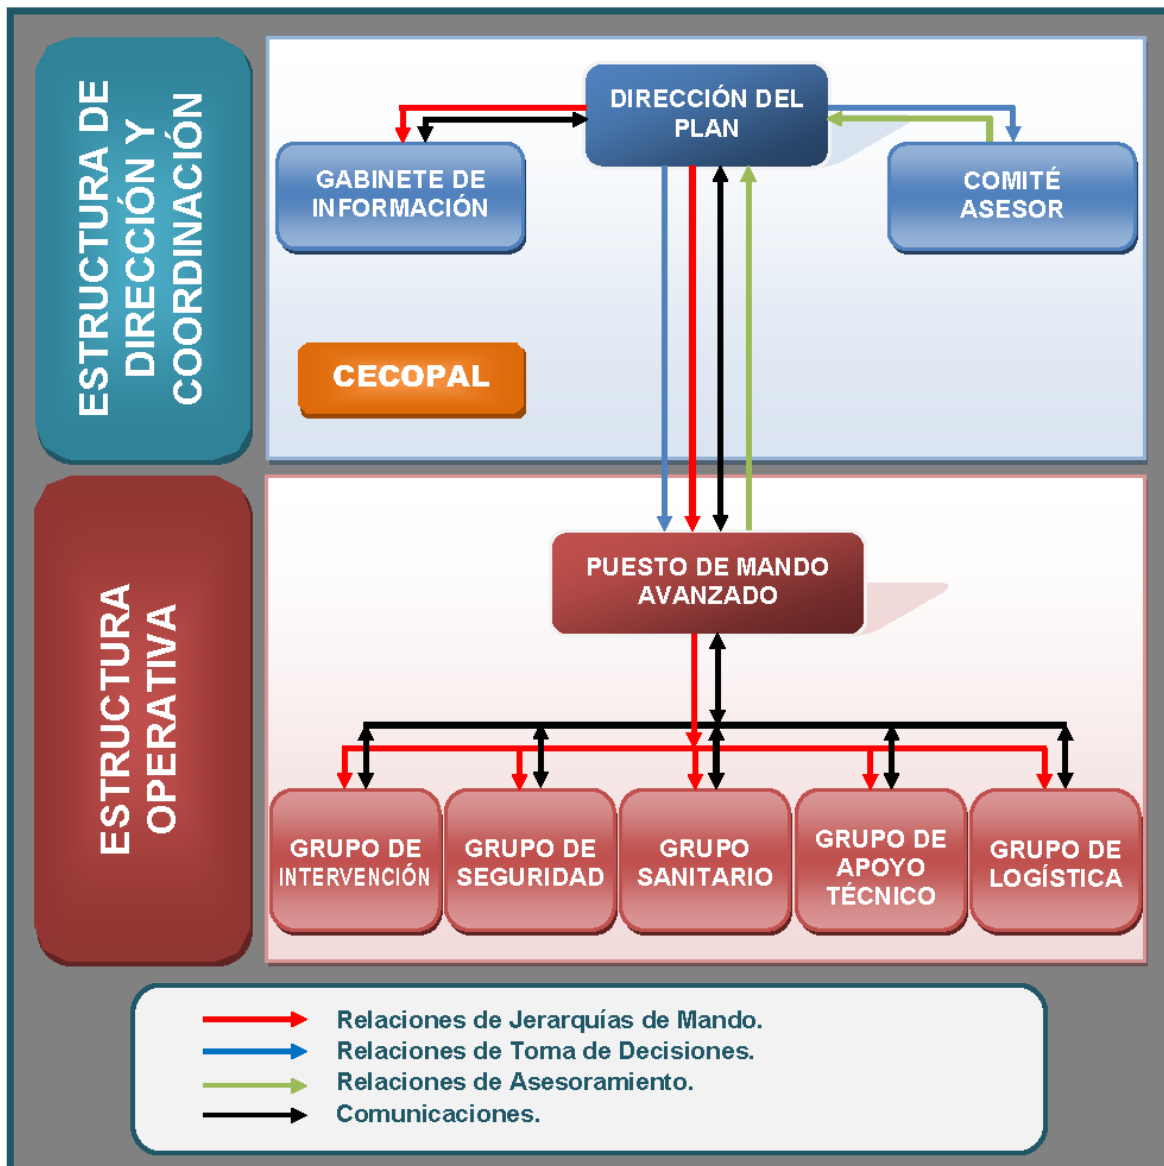 ESTRUCTURA DE
DIRECCIÓN Y
COORDINACIÓN
DIRECCIÓN DEL
PLAN
GABINETE DE
INFORMACIÓN
COMITÉ
ASESOR
CECOPAL
ESTRUCTURA
OPERATIVA
PUESTO DE MANDO
AVANZADO
GRUPO DE
INTERVENCIÓN
GRUPO DE
SEGURIDAD
GRUPO
SANITARIO
GRUPO DE
APOYO
TÉCNICO
GRUPO DE
LOGÍSTICA
Relaciones de Jerarquías de Mando.
Relaciones de Toma de Decisiones.
Relaciones de Asesoramiento.
Comunicaciones.